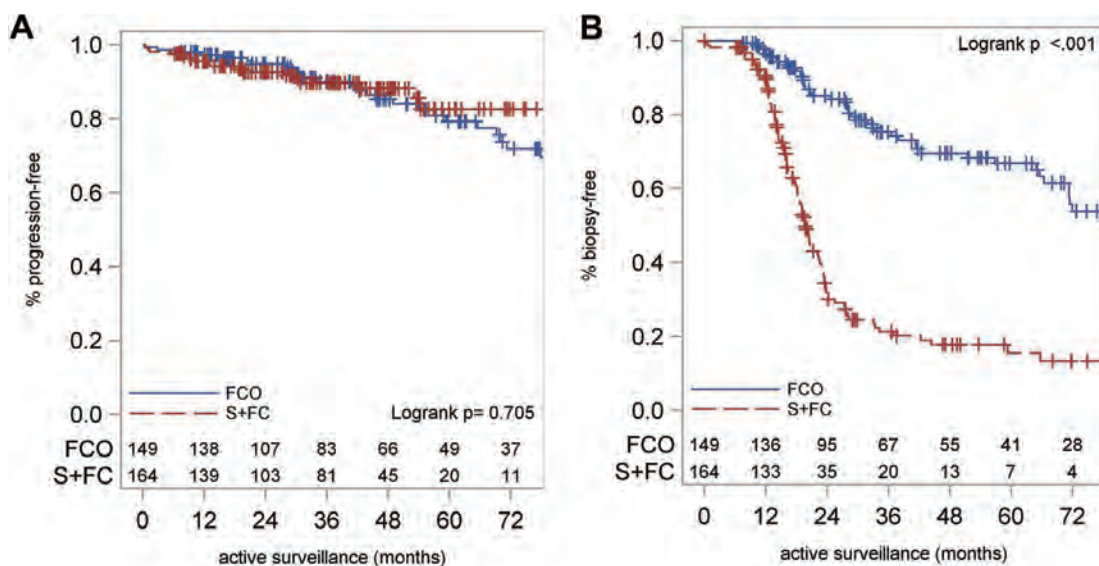 A
% progression-free
1.0
0.8
0.6
0.4
0.2
0.0
FCO
S+FC
Logrank p= 0.705
FCO 149 138 107 83 66 49 37
S+FC 164 139 103 81 45 20 11
0 12 24 36 48 60 72
active surveillance (months)
B
% biopsy-free
Logrank p <.001
1.0
0.8
0.6
0.4
0.2
0.0
FCO
S+FC
FCO 149 136 95 67 55 41 28
S+FC 164 133 35 20 13 7 4
0 12 24 36 48 60 72
active surveillance (months)